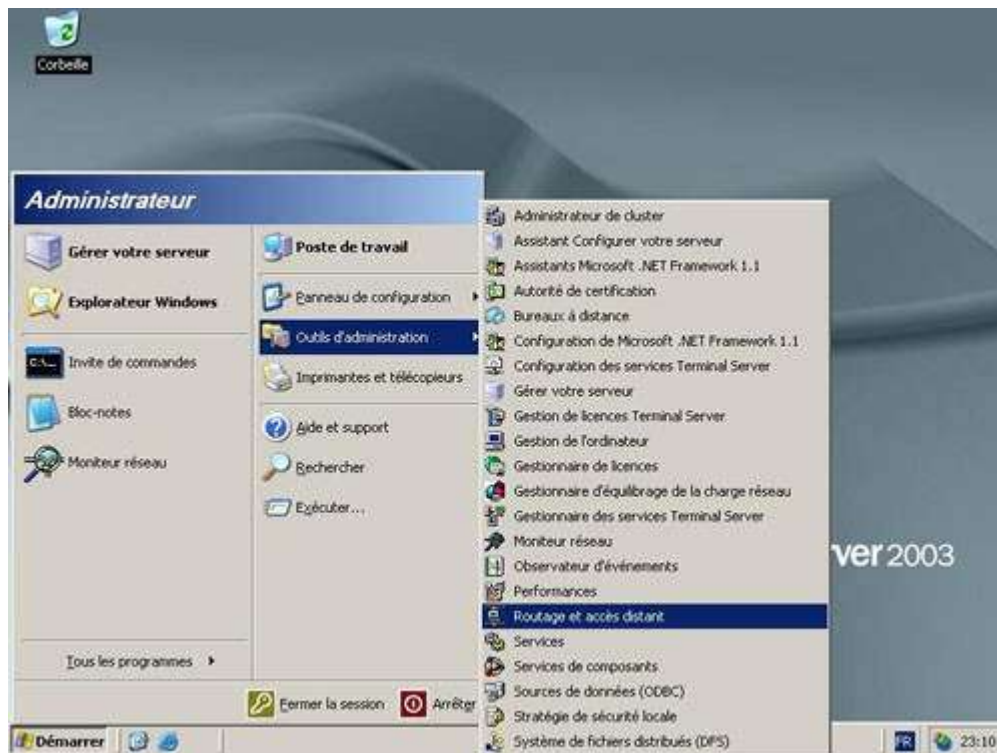 Corbeille
Administrateur
Gérer votre serveur
Explorateur Windows
Invite de commandes
Bloc-notes
Moniteur réseau
Tous les programmes
Poste de travail
Panneau de configuration
Outils d'administration
Imprimantes et télécopieurs
Aide et support
Rechercher
Exécuter...
Fermer la session
Arrêter
Administrateur de cluster
Assistant Configurer votre serveur
Assistants Microsoft .NET Framework 1.1
Autorité de certification
Bureaux à distance
Configuration de Microsoft .NET Framework 1.1
Configuration des services Terminal Server
Gérer votre serveur
Gestion de licences Terminal Server
Gestion de l'ordinateur
Gestionnaire de licences
Gestionnaire d'équilibrage de la charge réseau
Gestionnaire des services Terminal Server
Moniteur réseau
Observateur d'événements
Performances
Routage et accès distant
Services
Services de composants
Sources de données (ODBC)
Stratégie de sécurité locale
Système de fichiers distribués (DFS)
ver 2003
Démarrer
FR
23:10